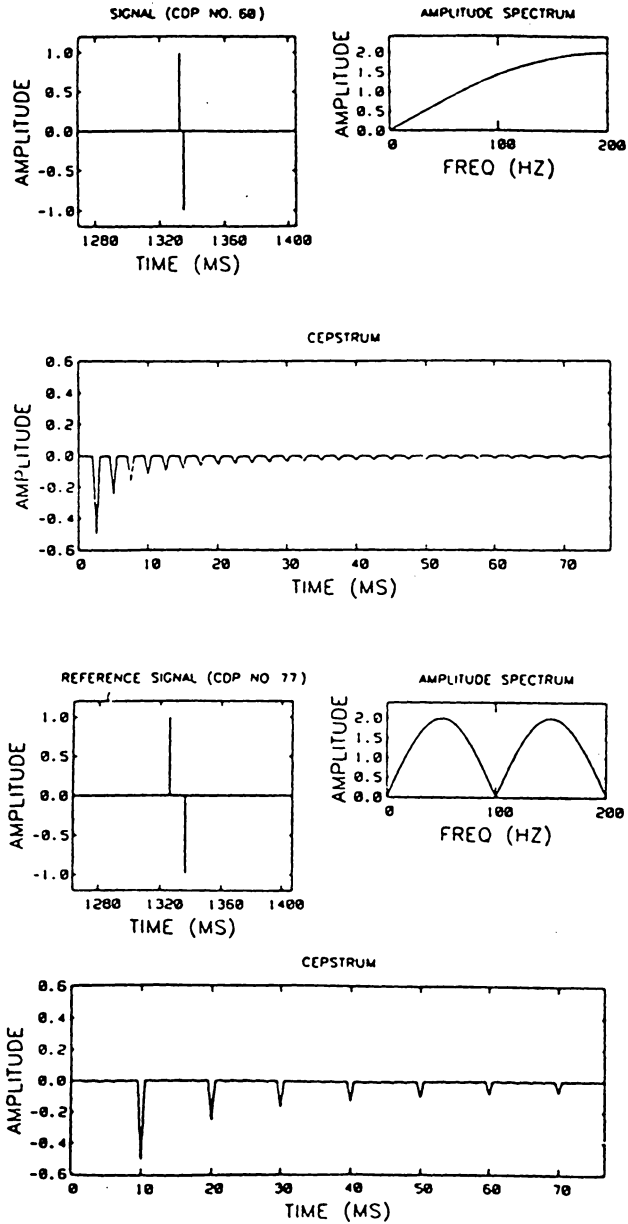 SIGNAL (CDP NO. 60)
AMPLITUDE
1.0
0.5
0.0
-0.5
-1.0
1280 1320 1360 1400
TIME (MS)
AMPLITUDE SPECTRUM
AMPLITUDE
2.0
1.5
1.0
0.5
0.0
0 100 200
FREQ (HZ)
CEPSTRUM
AMPLITUDE
0.6
0.4
0.2
0.0
-0.2
-0.4
-0.6
0 10 20 30 40 50 60 70
TIME (MS)
REFERENCE SIGNAL (CDP NO 77)
AMPLITUDE
1.0
0.5
0.0
-0.5
-1.0
1280 1320 1360 1400
TIME (MS)
AMPLITUDE SPECTRUM
AMPLITUDE
2.0
1.5
1.0
0.5
0.0
0 100 200
FREQ (HZ)
CEPSTRUM
AMPLITUDE
0.6
0.4
0.2
0.0
-0.2
-0.4
-0.6
0 10 20 30 40 50 60 70
TIME (MS)